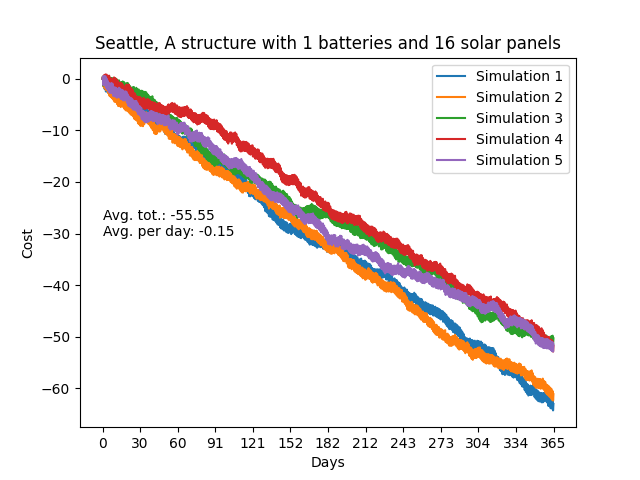 Seattle, A structure with 1 batteries and 16 solar panels
Simulation 1
Simulation 2
Simulation 3
Simulation 4
Simulation 5
Avg. tot.: -55.55
Avg. per day: -0.15
Cost
0
−10
−20
−30
−40
−50
−60
0 30 60 91 121 152 182 212 243 273 304 334 365
Days